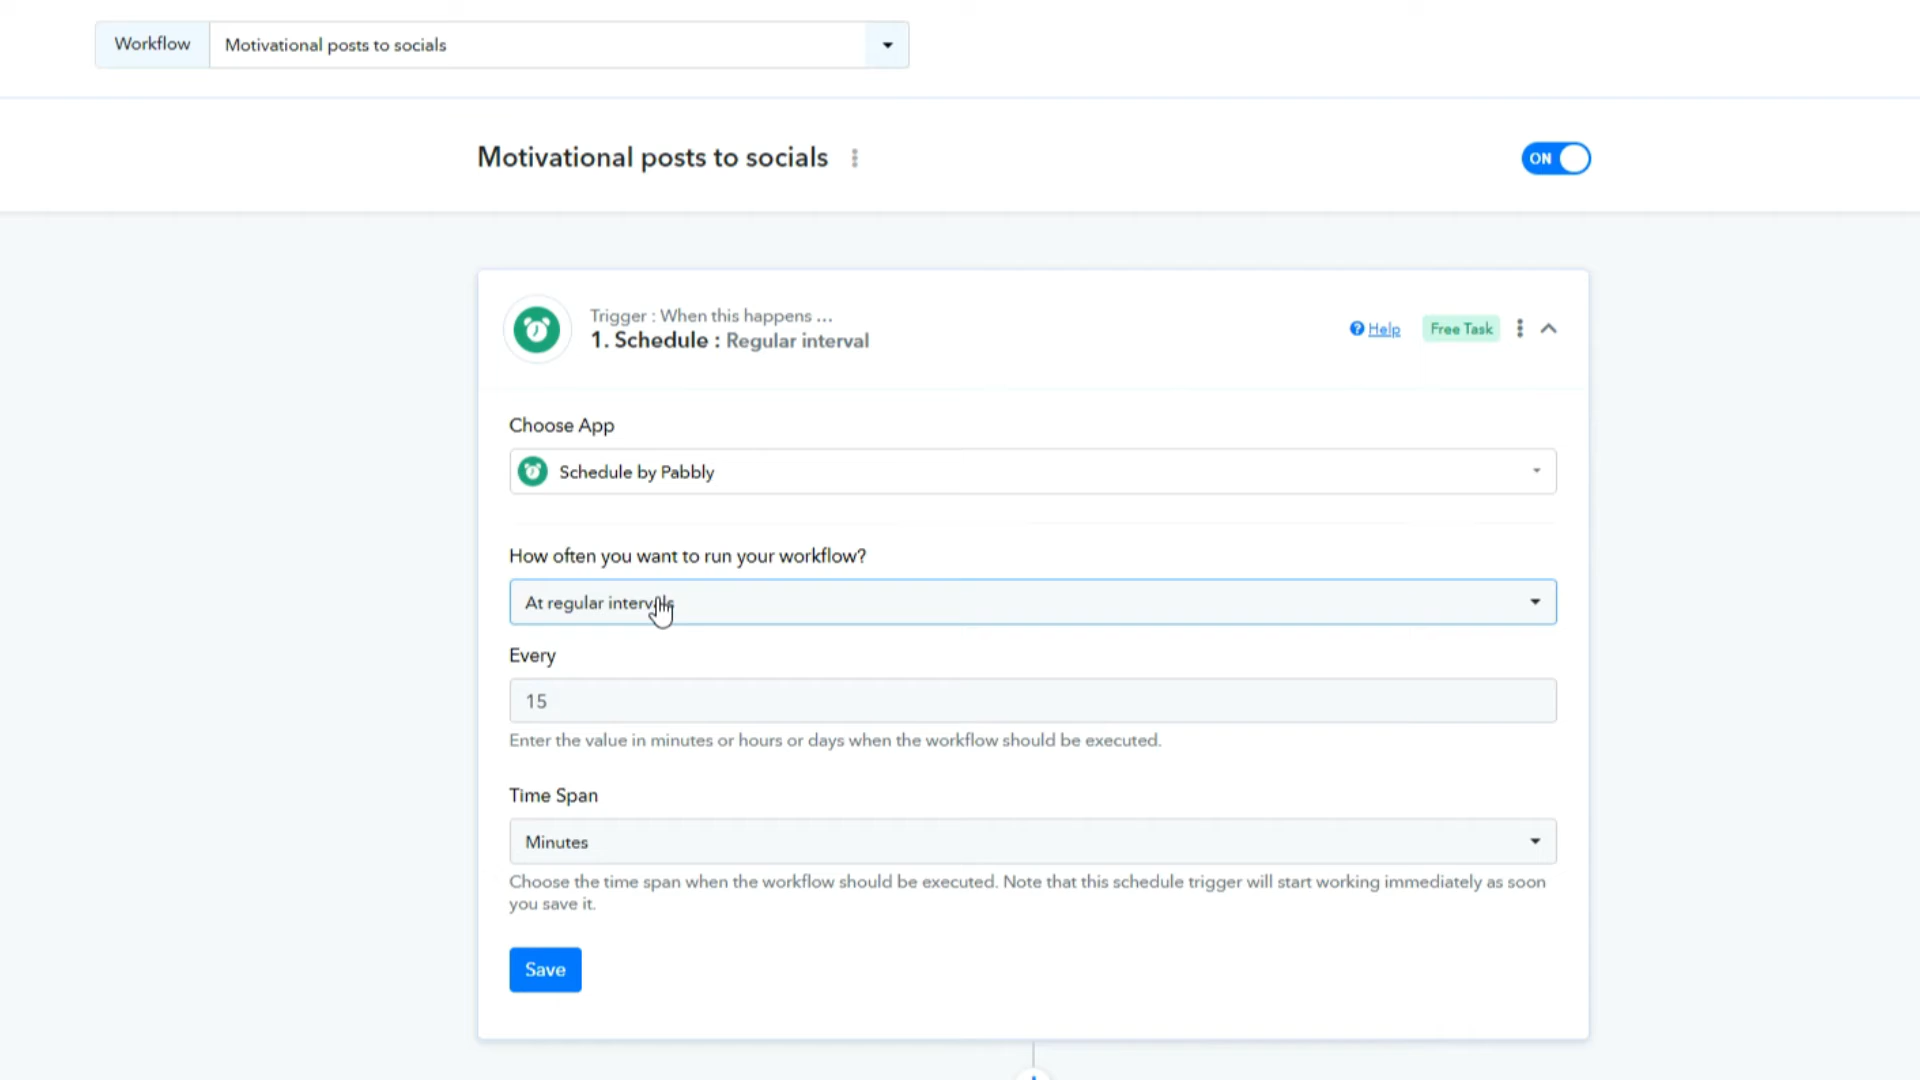 Workflow
Motivational posts to socials
Motivational posts to socials
ON
Trigger : When this happens ...
1. Schedule : Regular interval
Help
Free Task
Choose App
Schedule by Pabbly
How often you want to run your workflow?
At regular intervals
Every
15
Enter the value in minutes or hours or days when the workflow should be executed.
Time Span
Minutes
Choose the time span when the workflow should be executed. Note that this schedule trigger will start working immediately as soon
you save it.
Save